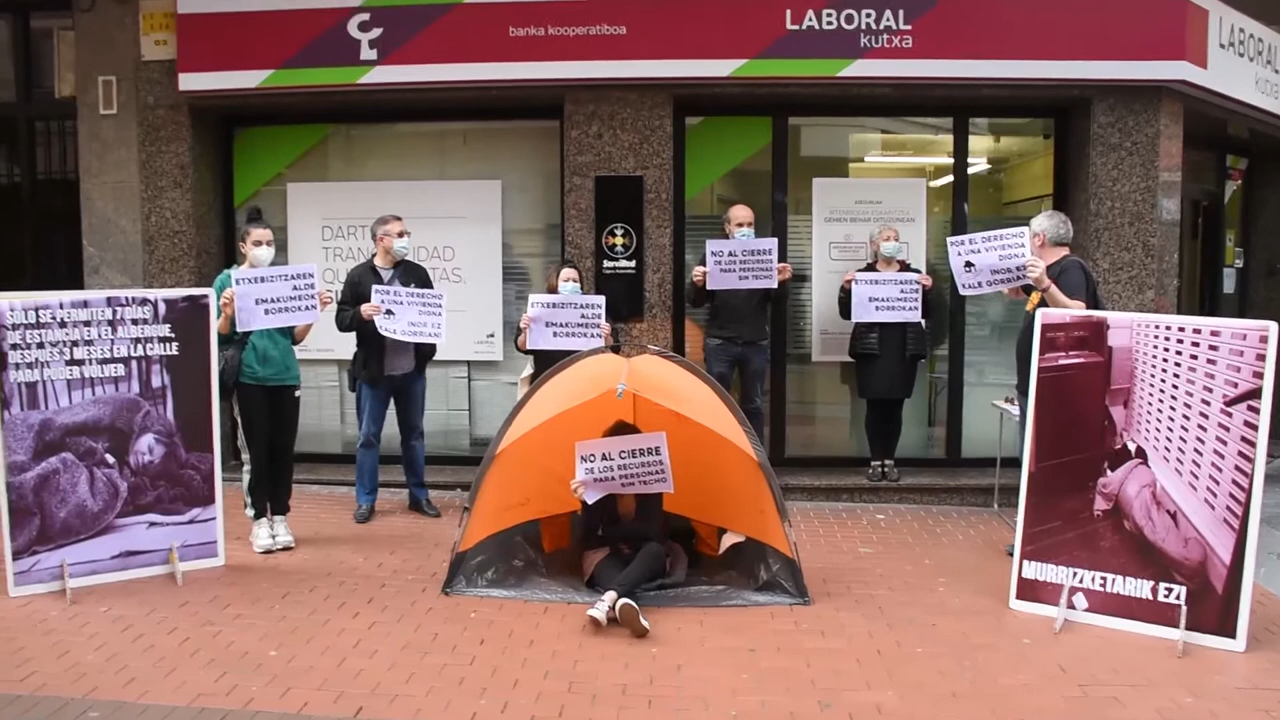 banka kooperatiboa
LABORAL
kutxa
LABORAL
kutxa
SOLO SE PERMITEN 7 DÍAS
DE ESTANCIA EN EL ALBERGUE,
DESPUÉS 3 MESES EN LA CALLE
PARA PODER VOLVER
ETXEBIZITZAREN
ALDE
EMAKUMEOK
BORROKAN
POR EL DERECHO
A UNA VIVIENDA
DIGNA
INOR EZ
KALE GORRIAN!
ETXEBIZITZAREN
ALDE
EMAKUMEOK
BORROKAN
ServiRed
NO AL CIERRE
DE LOS RECURSOS
PARA PERSONAS
SIN TECHO
GEHIEN BEHAR DITUZUNEAN
ETXEBIZITZAREN
ALDE
EMAKUMEOK
BORROKAN
POR EL DERECHO
A UNA VIVIENDA
DIGNA
INOR EZ
KALE GORRIAN!
NO AL CIERRE
DE LOS RECURSOS
PARA PERSONAS
SIN TECHO
MURRIZKETARIK EZ!